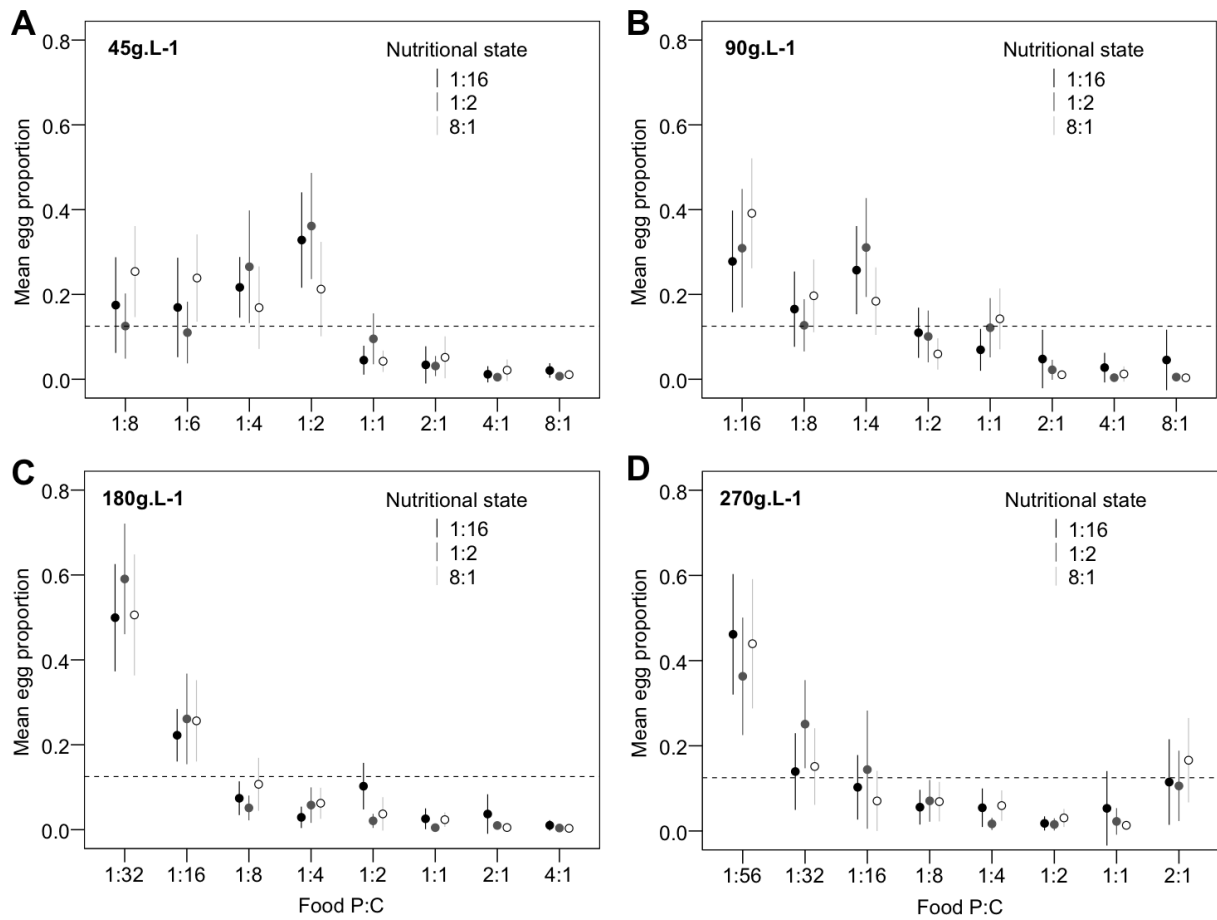 A
45g.L-1
Nutritional state
1:16
1:2
8:1
Mean egg proportion
0.8
0.6
0.4
0.2
0.0
1:8 1:6 1:4 1:2 1:1 2:1 4:1 8:1
B
90g.L-1
Nutritional state
1:16
1:2
8:1
Mean egg proportion
0.8
0.6
0.4
0.2
0.0
1:16 1:8 1:4 1:2 1:1 2:1 4:1 8:1
C
180g.L-1
Nutritional state
1:16
1:2
8:1
Mean egg proportion
0.8
0.6
0.4
0.2
0.0
1:32 1:16 1:8 1:4 1:2 1:1 2:1 4:1
Food P:C
D
270g.L-1
Nutritional state
1:16
1:2
8:1
Mean egg proportion
0.8
0.6
0.4
0.2
0.0
1:56 1:32 1:16 1:8 1:4 1:2 1:1 2:1
Food P:C